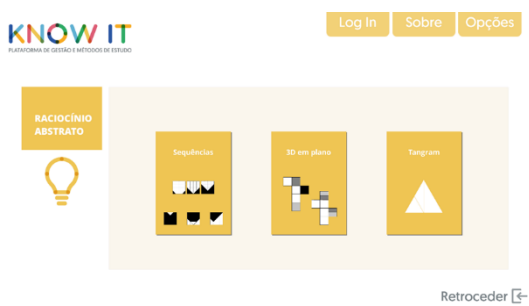 KNOW IT
PLATAFORMA DE GESTÃO E MÉTODOS DE ESTUDO
Log In
Sobre
Opções
RACIOCÍNIO
ABSTRATO
Sequências
3D em plano
Tangram
Retroceder